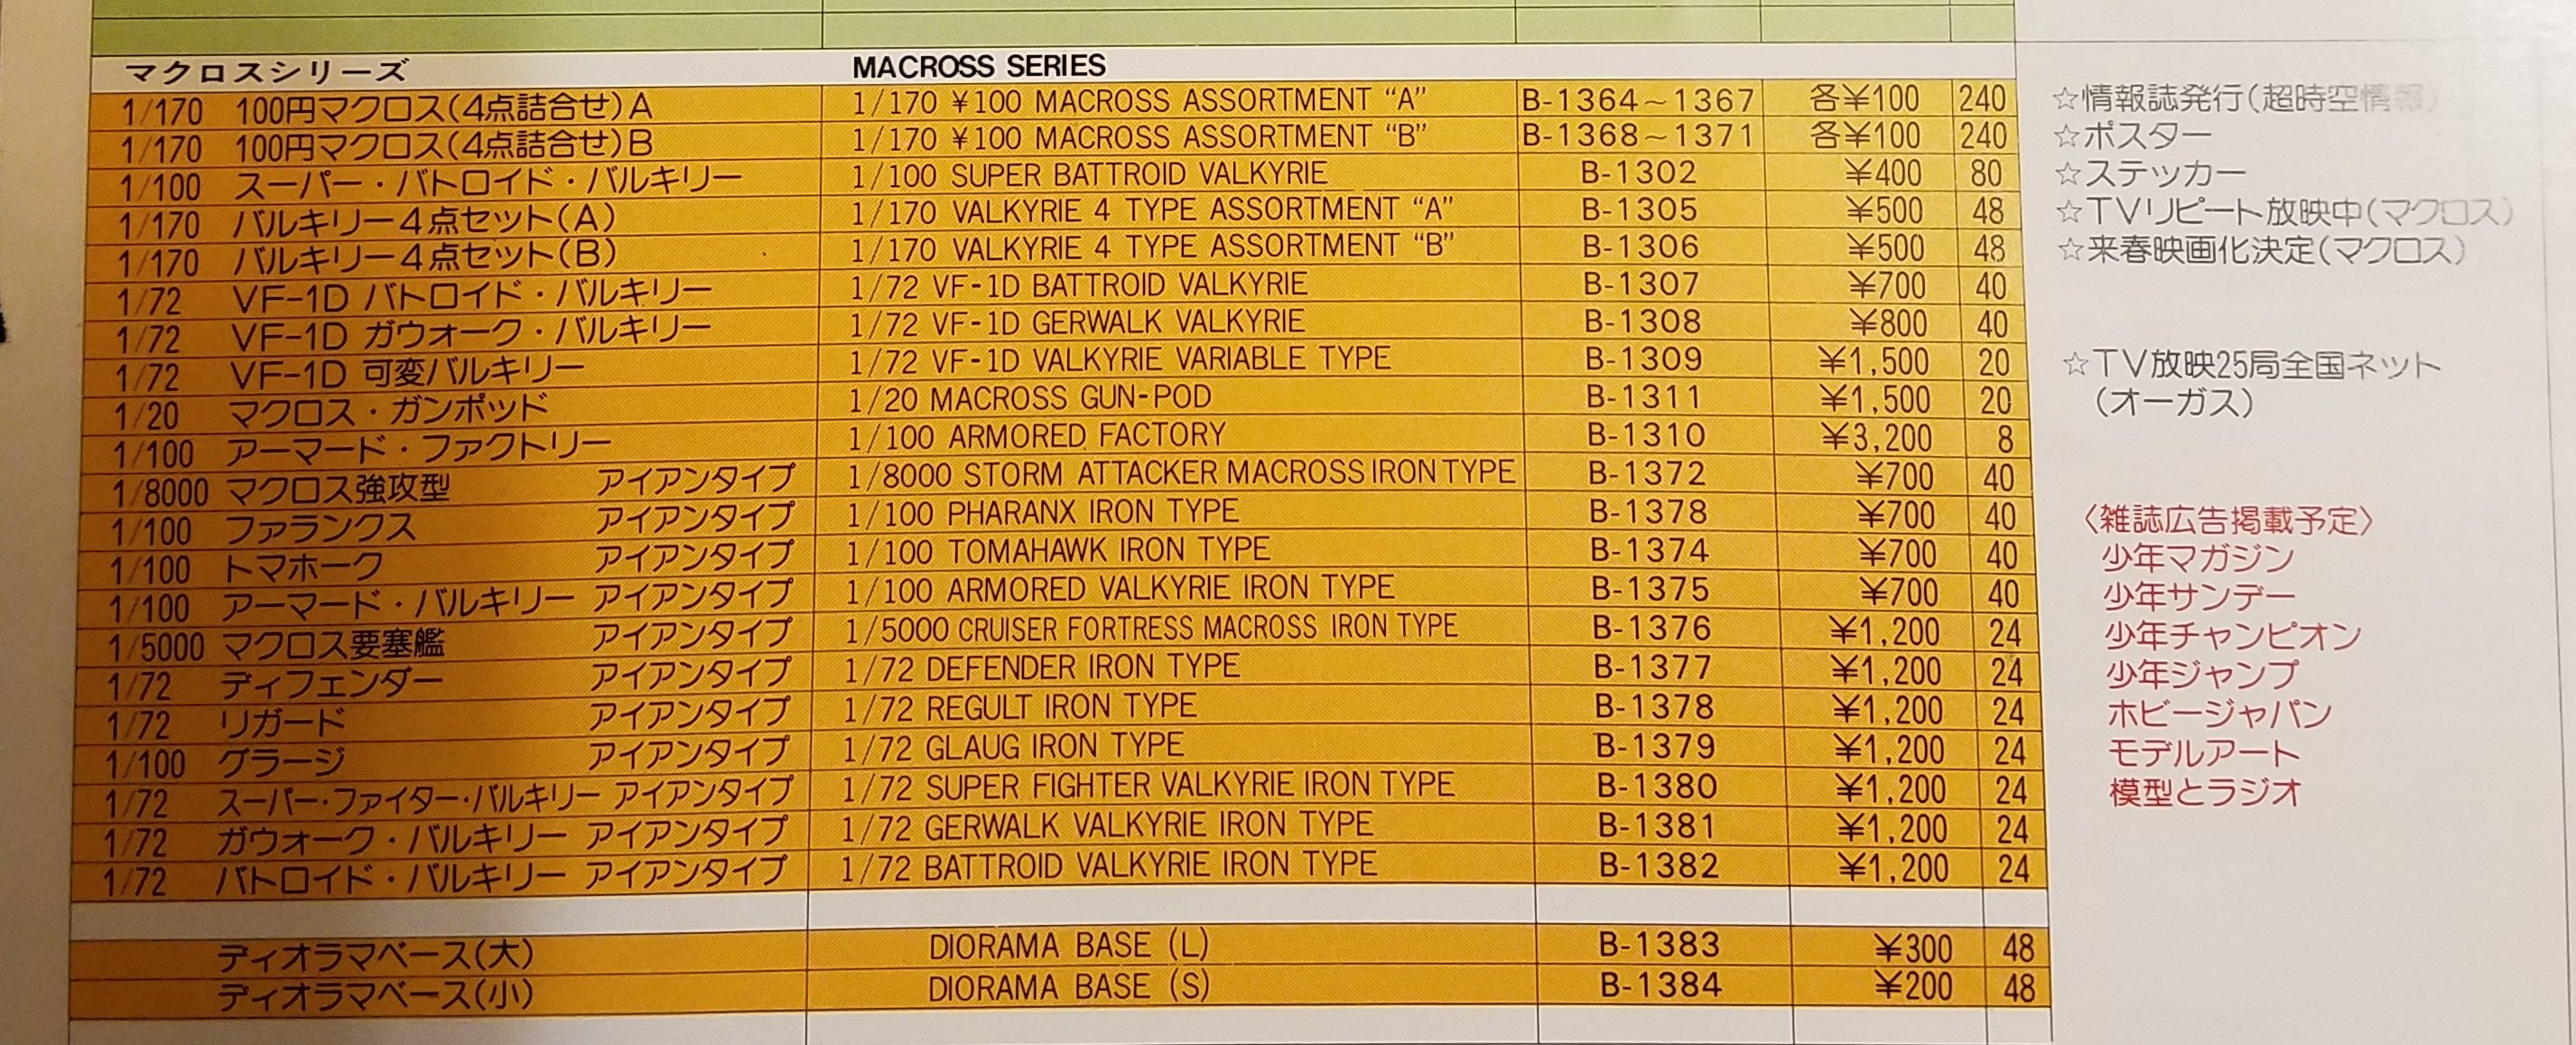 マクロスシリーズ MACROSS SERIES
1/170 100円マクロス(4点詰合せ)A 1/170 ¥100 MACROSS ASSORTMENT “A” B-1364～1367 各¥100 240
1/170 100円マクロス(4点詰合せ)B 1/170 ¥100 MACROSS ASSORTMENT “B” B-1368～1371 各¥100 240
1/100 スーパー・バトロイド・バルキリー 1/100 SUPER BATTROID VALKYRIE B-1302 ¥400 80
1/170 バルキリー4点セット(A) 1/170 VALKYRIE 4 TYPE ASSORTMENT “A” B-1305 ¥500 48
1/170 バルキリー4点セット(B) 1/170 VALKYRIE 4 TYPE ASSORTMENT “B” B-1306 ¥500 48
1/72 VF-1D バトロイド・バルキリー 1/72 VF-1D BATTROID VALKYRIE B-1307 ¥700 40
1/72 VF-1D ガウォーク・バルキリー 1/72 VF-1D GERWALK VALKYRIE B-1308 ¥800 40
1/72 VF-1D 可変バルキリー 1/72 VF-1D VALKYRIE VARIABLE TYPE B-1309 ¥1,500 20
1/20 マクロス・ガンポッド 1/20 MACROSS GUN-POD B-1311 ¥1,500 20
1/100 アーマード・ファクトリー 1/100 ARMORED FACTORY B-1310 ¥3,200 8
1/8000 マクロス強攻型 アイアンタイプ 1/8000 STORM ATTACKER MACROSS IRON TYPE B-1372 ¥700 40
1/100 ファランクス アイアンタイプ 1/100 PHARANX IRON TYPE B-1378 ¥700 40
1/100 トマホーク アイアンタイプ 1/100 TOMAHAWK IRON TYPE B-1374 ¥700 40
1/100 アーマード・バルキリー アイアンタイプ 1/100 ARMORED VALKYRIE IRON TYPE B-1375 ¥700 40
1/5000 マクロス要塞艦 アイアンタイプ 1/5000 CRUISER FORTRESS MACROSS IRON TYPE B-1376 ¥1,200 24
1/72 ディフェンダー アイアンタイプ 1/72 DEFENDER IRON TYPE B-1377 ¥1,200 24
1/72 リガード アイアンタイプ 1/72 REGULT IRON TYPE B-1378 ¥1,200 24
1/100 グラージ アイアンタイプ 1/72 GLAUG IRON TYPE B-1379 ¥1,200 24
1/72 スーパー・ファイター・バルキリー アイアンタイプ 1/72 SUPER FIGHTER VALKYRIE IRON TYPE B-1380 ¥1,200 24
1/72 ガウォーク・バルキリー アイアンタイプ 1/72 GERWALK VALKYRIE IRON TYPE B-1381 ¥1,200 24
1/72 バトロイド・バルキリー アイアンタイプ 1/72 BATTROID VALKYRIE IRON TYPE B-1382 ¥1,200 24
ディオラマベース(大) DIORAMA BASE (L) B-1383 ¥300 48
ディオラマベース(小) DIORAMA BASE (S) B-1384 ¥200 48
☆情報誌発行(超時空情報)
☆ポスター
☆ステッカー
☆TVリピート放映中(マクロス)
☆来春映画化決定(マクロス)
☆TV放映25局全国ネット
(オーガス)
〈雑誌広告掲載予定〉
少年マガジン
少年サンデー
少年チャンピオン
少年ジャンプ
ホビージャパン
モデルアート
模型とラジオ